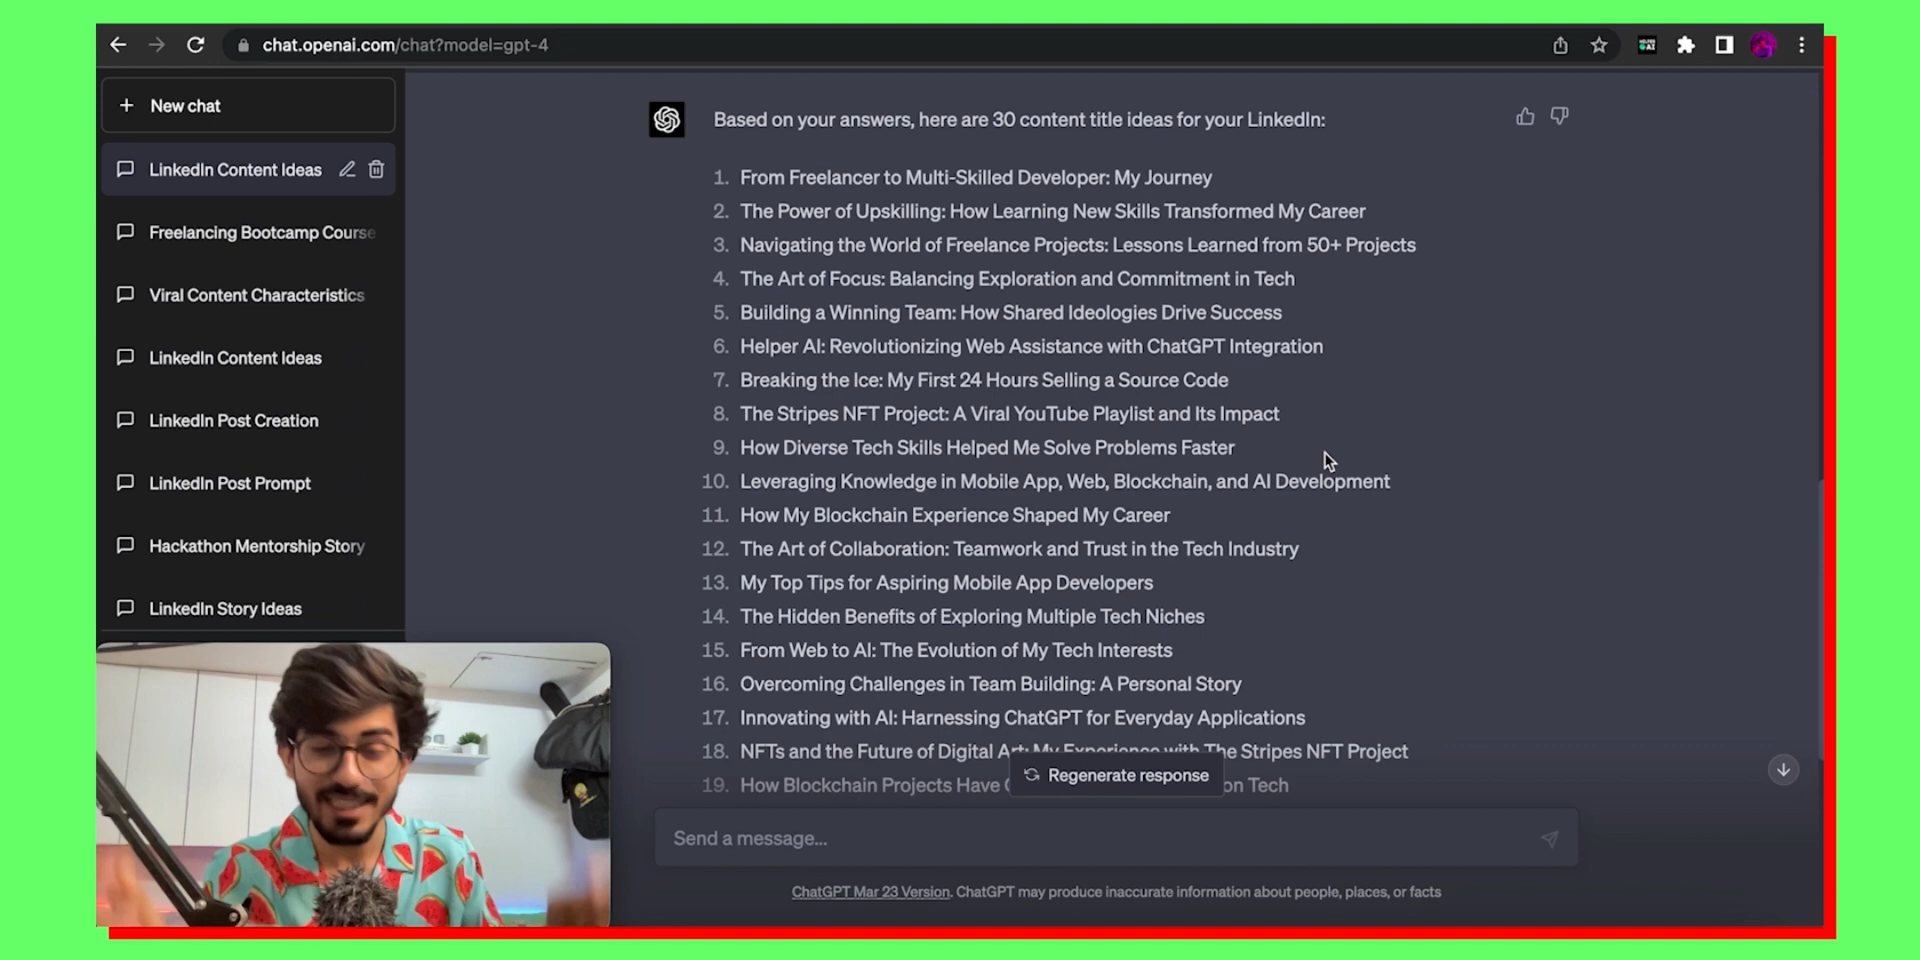 chat.openai.com/chat?model=gpt-4
New chat
LinkedIn Content Ideas
Freelancing Bootcamp Course
Viral Content Characteristics
LinkedIn Content Ideas
LinkedIn Post Creation
LinkedIn Post Prompt
Hackathon Mentorship Story
LinkedIn Story Ideas
Based on your answers, here are 30 content title ideas for your LinkedIn:
1. From Freelancer to Multi-Skilled Developer: My Journey
2. The Power of Upskilling: How Learning New Skills Transformed My Career
3. Navigating the World of Freelance Projects: Lessons Learned from 50+ Projects
4. The Art of Focus: Balancing Exploration and Commitment in Tech
5. Building a Winning Team: How Shared Ideologies Drive Success
6. Helper AI: Revolutionizing Web Assistance with ChatGPT Integration
7. Breaking the Ice: My First 24 Hours Selling a Source Code
8. The Stripes NFT Project: A Viral YouTube Playlist and Its Impact
9. How Diverse Tech Skills Helped Me Solve Problems Faster
10. Leveraging Knowledge in Mobile App, Web, Blockchain, and AI Development
11. How My Blockchain Experience Shaped My Career
12. The Art of Collaboration: Teamwork and Trust in the Tech Industry
13. My Top Tips for Aspiring Mobile App Developers
14. The Hidden Benefits of Exploring Multiple Tech Niches
15. From Web to AI: The Evolution of My Tech Interests
16. Overcoming Challenges in Team Building: A Personal Story
17. Innovating with AI: Harnessing ChatGPT for Everyday Applications
18. NFTs and the Future of Digital Art: My Experience with The Stripes NFT Project
19. How Blockchain Projects Have on Tech
Regenerate response
Send a message...
ChatGPT Mar 23 Version. ChatGPT may produce inaccurate information about people, places, or facts